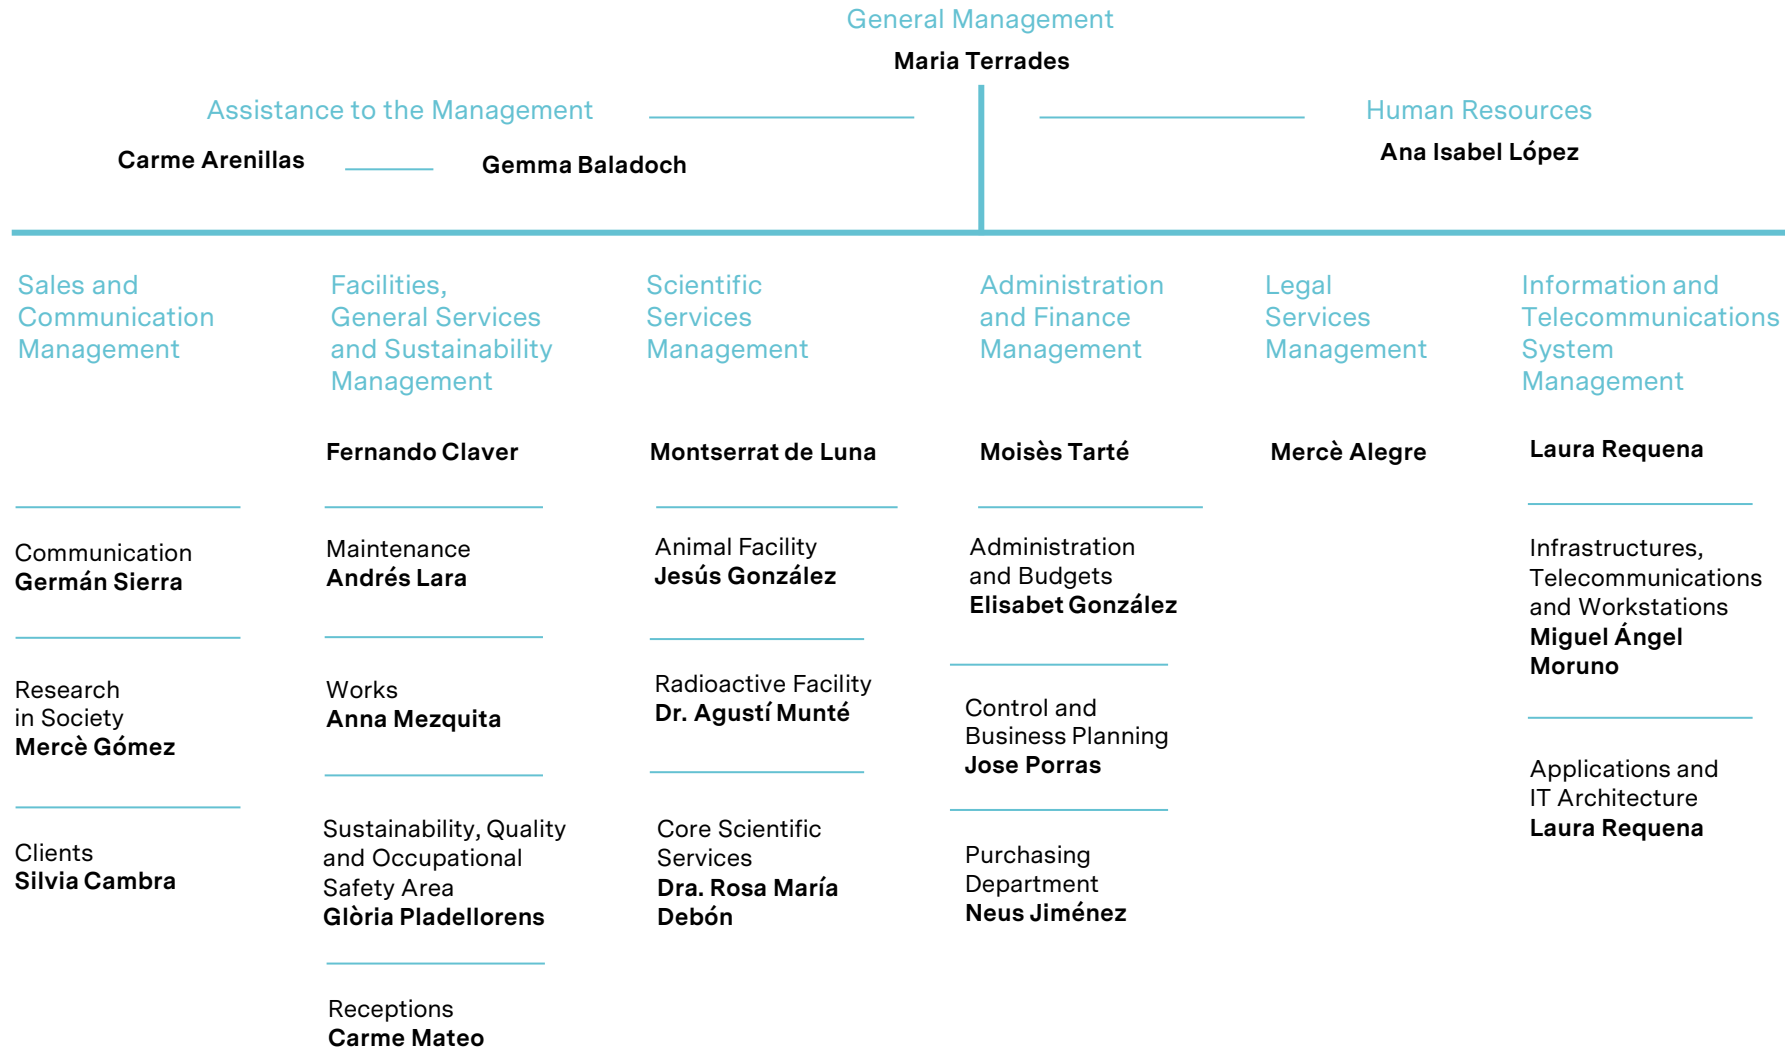 General Management
Maria Terrades
Assistance to the Management
Carme Arenillas
Gemma Baladoch
Human Resources
Ana Isabel López
Sales and
Communication
Management
Communication
Germán Sierra
Research
in Society
Mercè Gómez
Clients
Silvia Cambra
Facilities,
General Services
and Sustainability
Management
Fernando Claver
Maintenance
Andrés Lara
Works
Anna Mezquita
Sustainability, Quality
and Occupational
Safety Area
Glòria Pladellorens
Receptions
Carme Mateo
Scientific
Services
Management
Montserrat de Luna
Animal Facility
Jesús González
Radioactive Facility
Dr. Agustí Munté
Core Scientific
Services
Dra. Rosa María
Debón
Administration
and Finance
Management
Moisès Tarté
Administration
and Budgets
Elisabet González
Control and
Business Planning
Jose Porras
Purchasing
Department
Neus Jiménez
Legal
Services
Management
Mercè Alegre
Information and
Telecommunications
System
Management
Laura Requena
Infrastructures,
Telecommunications
and Workstations
Miguel Ángel
Moruno
Applications and
IT Architecture
Laura Requena